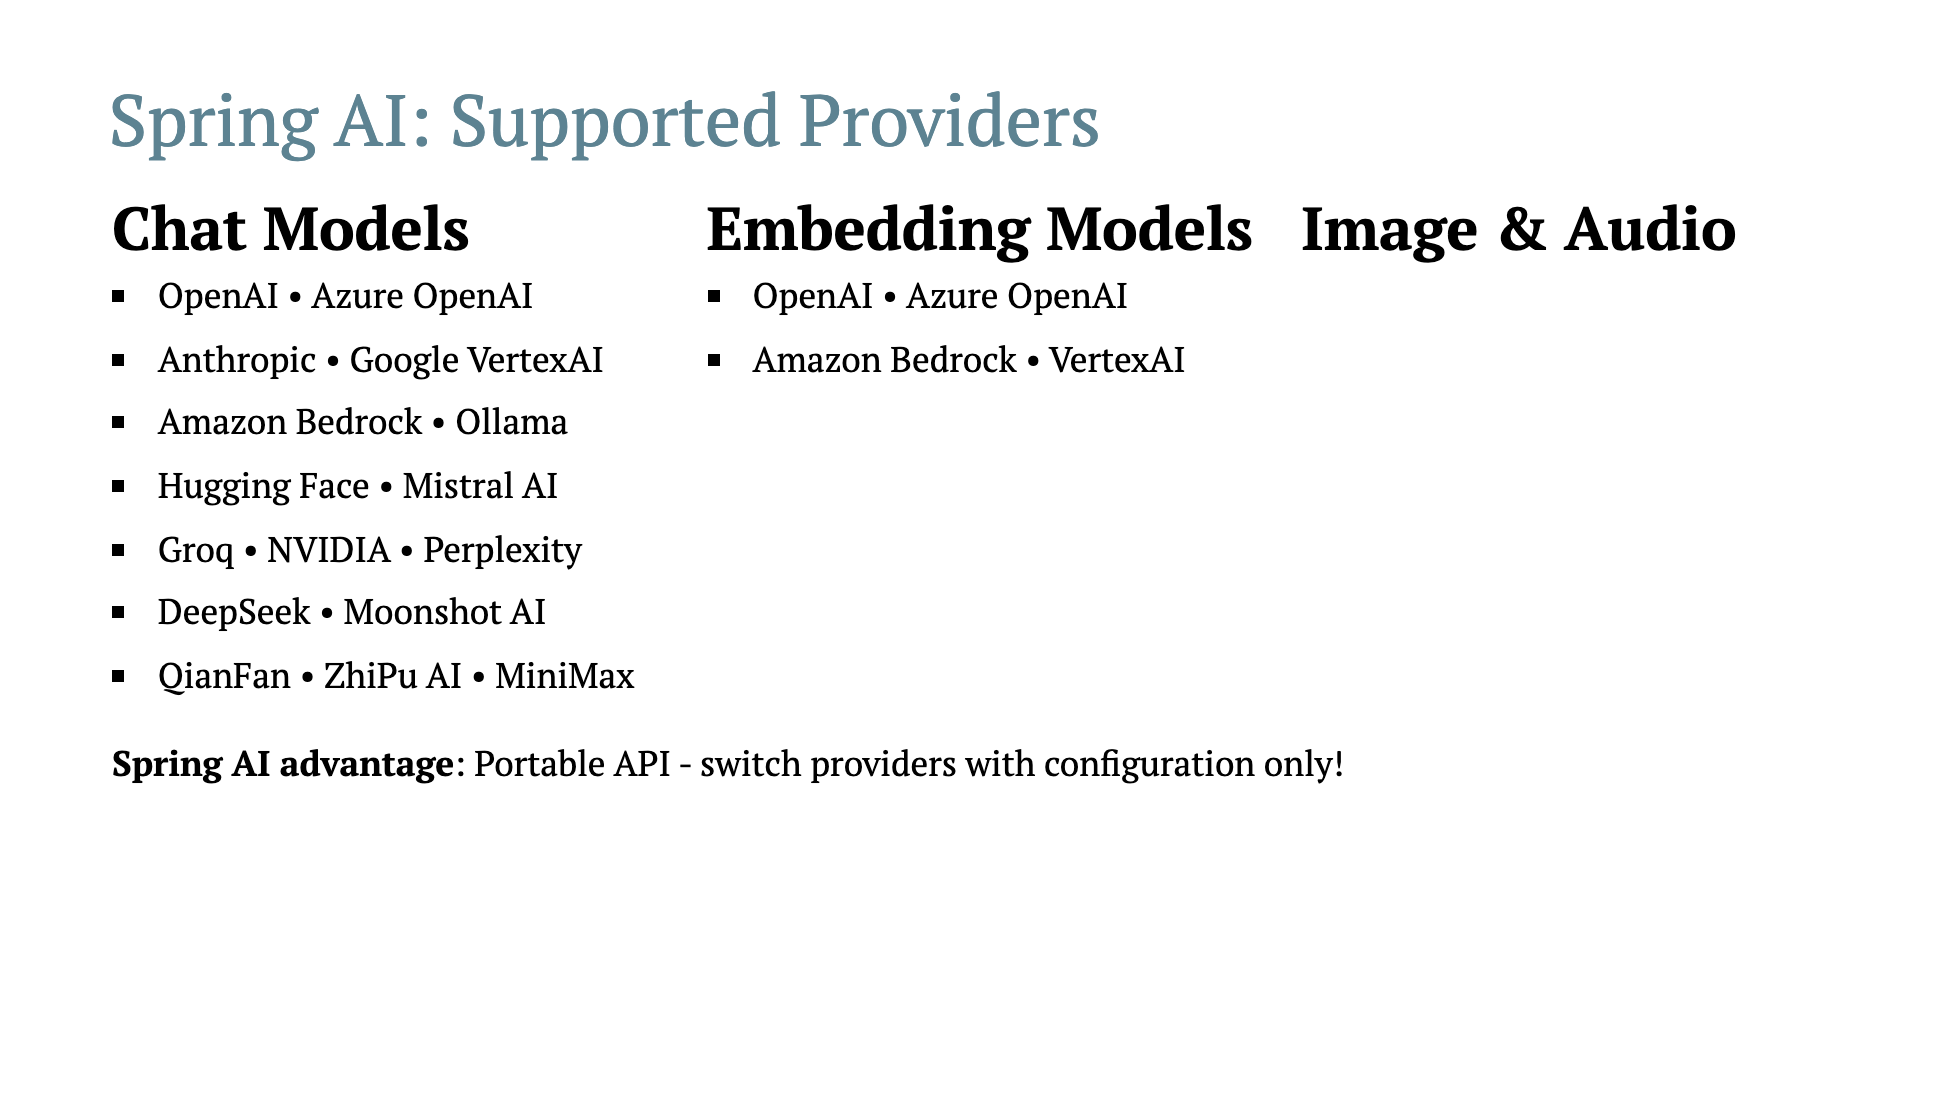 Spring AI: Supported Providers
Chat Models
▪ OpenAI • Azure OpenAI
▪ Anthropic • Google VertexAI
▪ Amazon Bedrock • Ollama
▪ Hugging Face • Mistral AI
▪ Groq • NVIDIA • Perplexity
▪ DeepSeek • Moonshot AI
▪ QianFan • ZhiPu AI • MiniMax
Embedding Models
▪ OpenAI • Azure OpenAI
▪ Amazon Bedrock • VertexAI
Image & Audio
Spring AI advantage: Portable API - switch providers with configuration only!